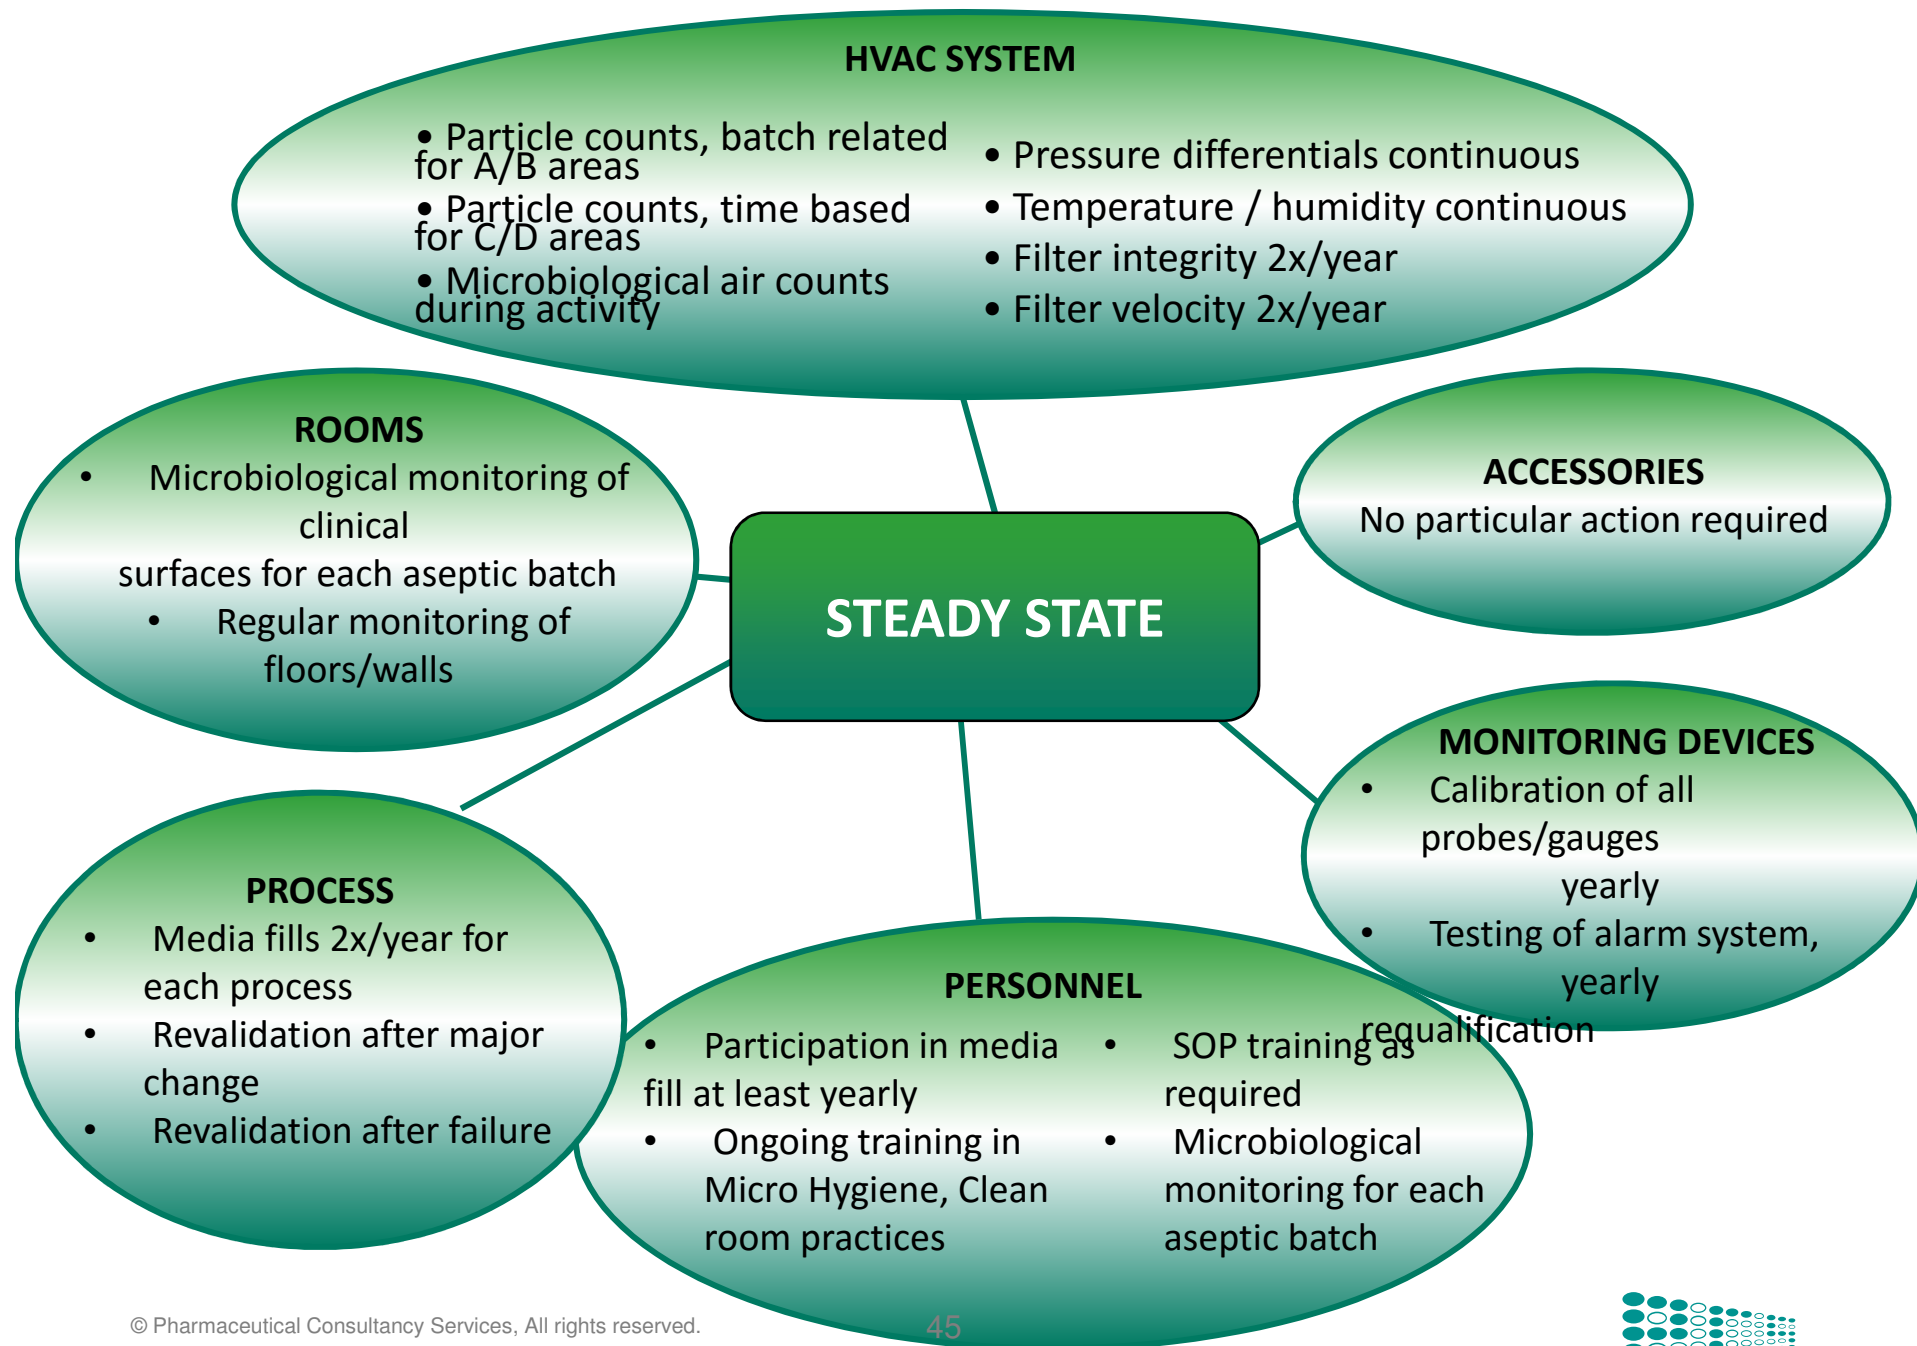 HVAC SYSTEM
• Particle counts, batch related
for A/B areas
• Particle counts, time based
for C/D areas
• Microbiological air counts
during activity
• Pressure differentials continuous
• Temperature / humidity continuous
• Filter integrity 2x/year
• Filter velocity 2x/year
ROOMS
• Microbiological monitoring of
clinical
surfaces for each aseptic batch
• Regular monitoring of
floors/walls
ACCESSORIES
No particular action required
STEADY STATE
MONITORING DEVICES
• Calibration of all
probes/gauges
yearly
• Testing of alarm system,
yearly
requalification
PROCESS
• Media fills 2x/year for
each process
• Revalidation after major
change
• Revalidation after failure
PERSONNEL
• Participation in media
fill at least yearly
• Ongoing training in
Micro Hygiene, Clean
room practices
• SOP training as
required
• Microbiological
monitoring for each
aseptic batch
© Pharmaceutical Consultancy Services, All rights reserved.
45